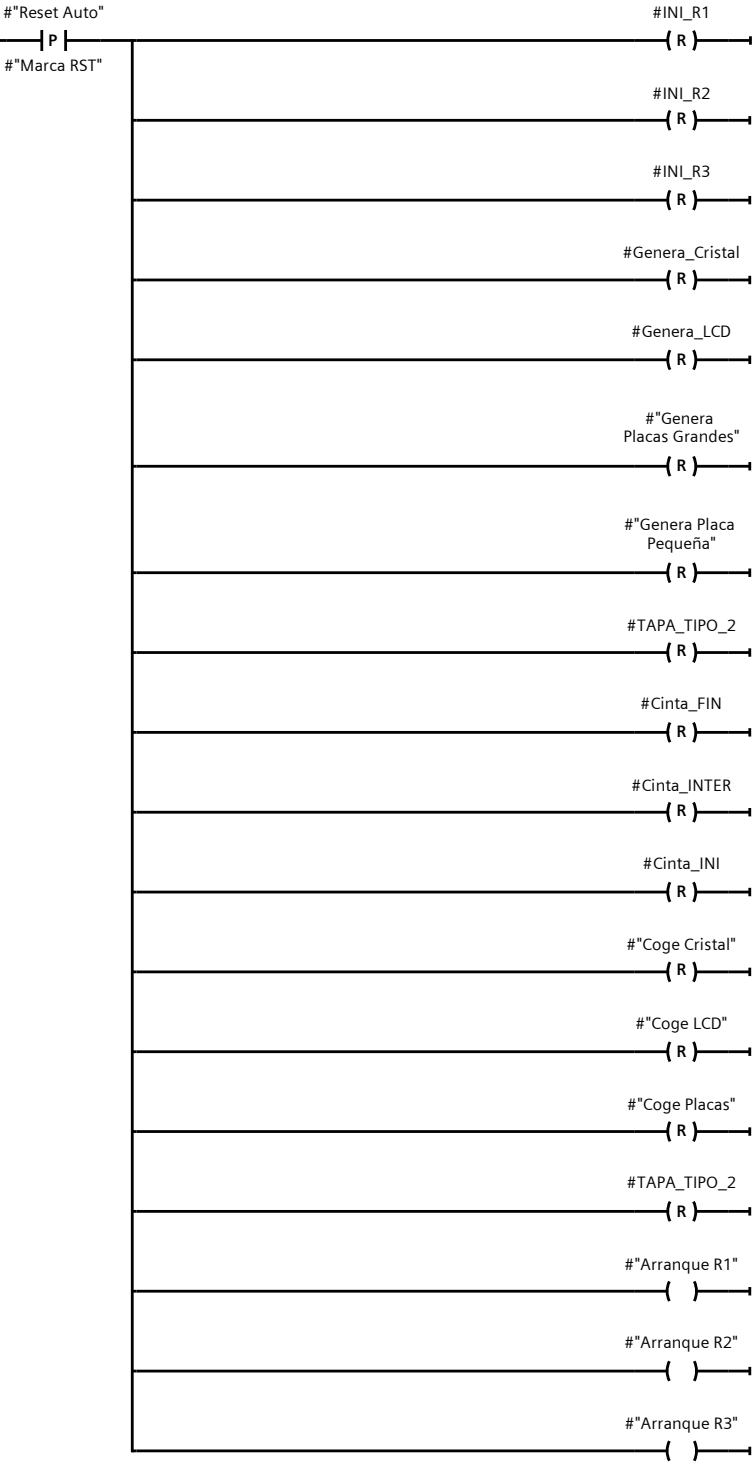 #"Reset Auto"
#INI_R1
P
R
#"Marca RST"
#INI_R2
R
#INI_R3
R
#Genera_Cristal
R
#Genera_LCD
R
#"Genera
Placas Grandes"
R
#"Genera Placa
Pequeña"
R
#TAPA_TIPO_2
R
#Cinta_FIN
R
#Cinta_INTER
R
#Cinta_INI
R
#"Coge Cristal"
R
#"Coge LCD"
R
#"Coge Placas"
R
#TAPA_TIPO_2
R
#"Arranque R1"
#"Arranque R2"
#"Arranque R3"